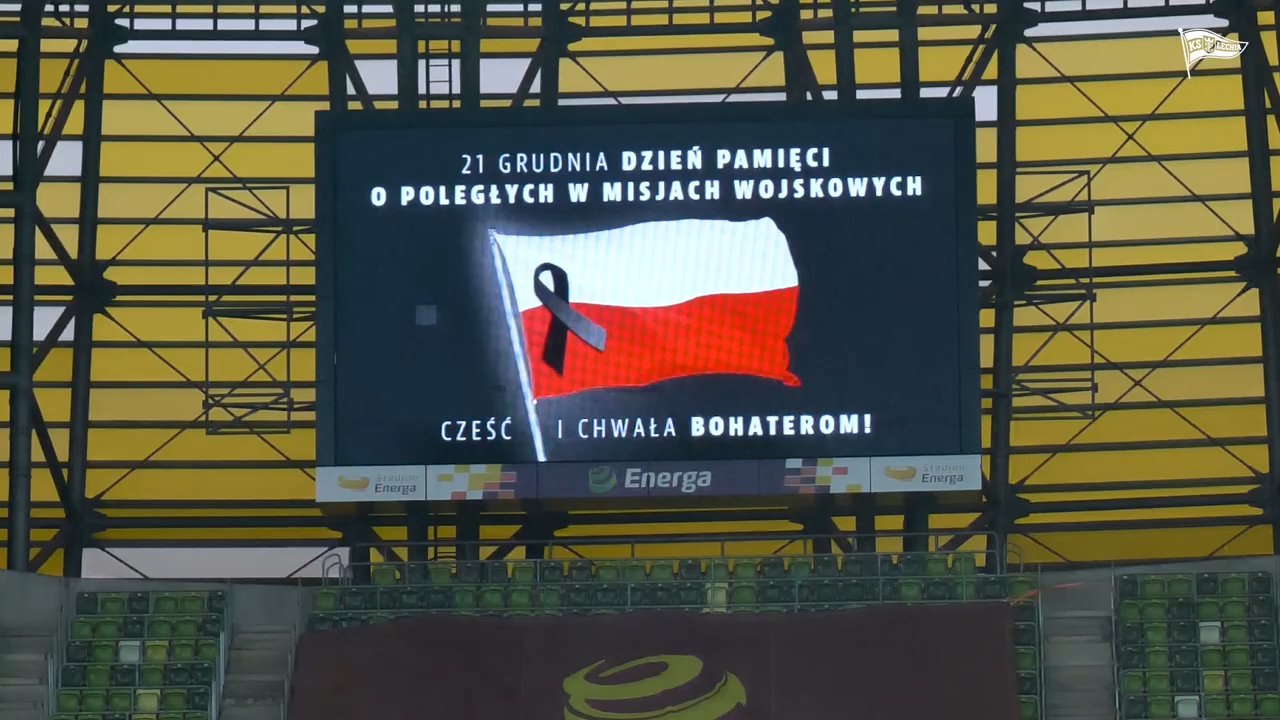 KS LECHIA
21 GRUDNIA DZIEŃ PAMIĘCI
O POLEGŁYCH W MISJACH WOJSKOWYCH
CZEŚĆ I CHWAŁA BOHATEROM!
Stadion
Energa
Energa
Stadion
Energa